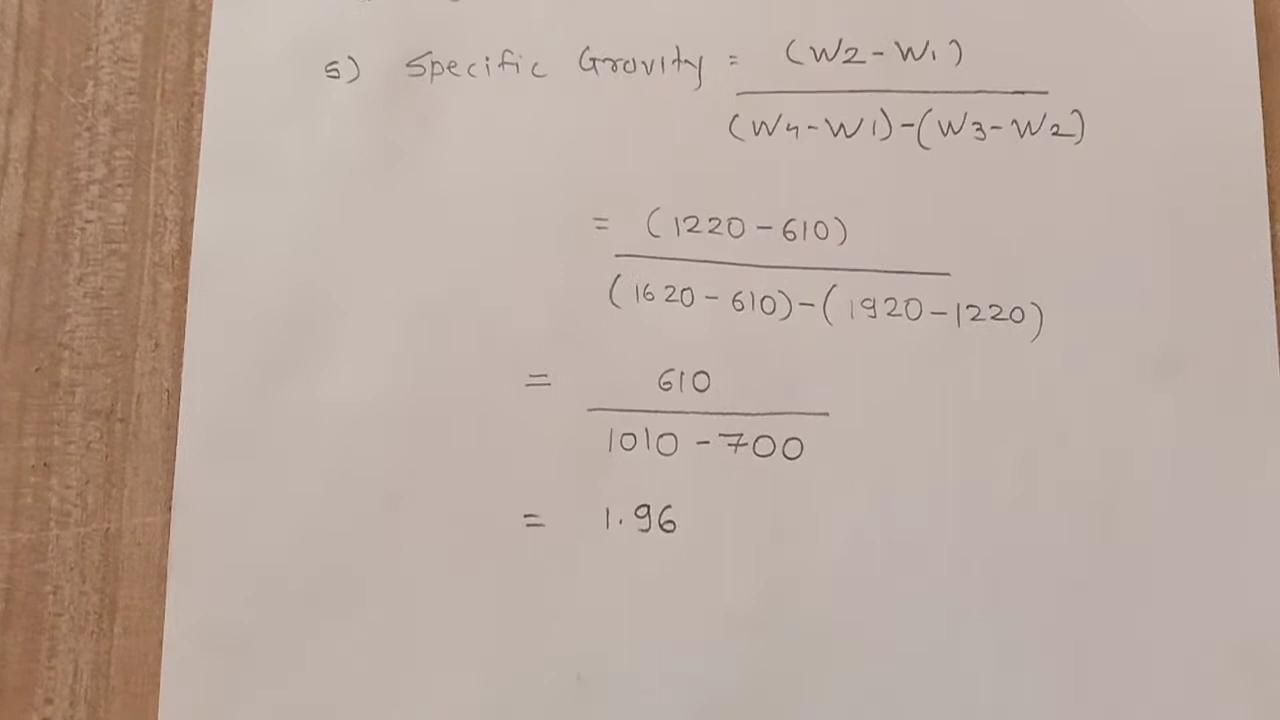 5) Specific Gravity = (W2-W1)
(W4-W1)-(W3-W2)
= (1220-610)
(1620-610)-(1920-1220)
= 610
1010-700
= 1.96